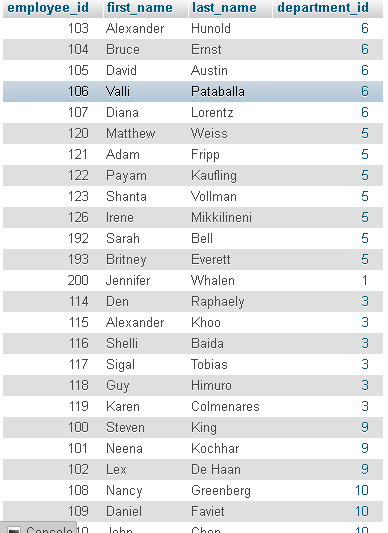 employee_id first_name last_name department_id
103 Alexander Hunold 6
104 Bruce Ernst 6
105 David Austin 6
106 Valli Pataballa 6
107 Diana Lorentz 6
120 Matthew Weiss 5
121 Adam Fripp 5
122 Payam Kaufling 5
123 Shanta Vollman 5
126 Irene Mikkilineni 5
192 Sarah Bell 5
193 Britney Everett 5
200 Jennifer Whalen 1
114 Den Raphaely 3
115 Alexander Khoo 3
116 Shelli Baida 3
117 Sigal Tobias 3
118 Guy Himuro 3
119 Karen Colmenares 3
100 Steven King 9
101 Neena Kochhar 9
102 Lex De Haan 9
108 Nancy Greenberg 10
109 Daniel Faviet 10
Console 10 John Chen 10